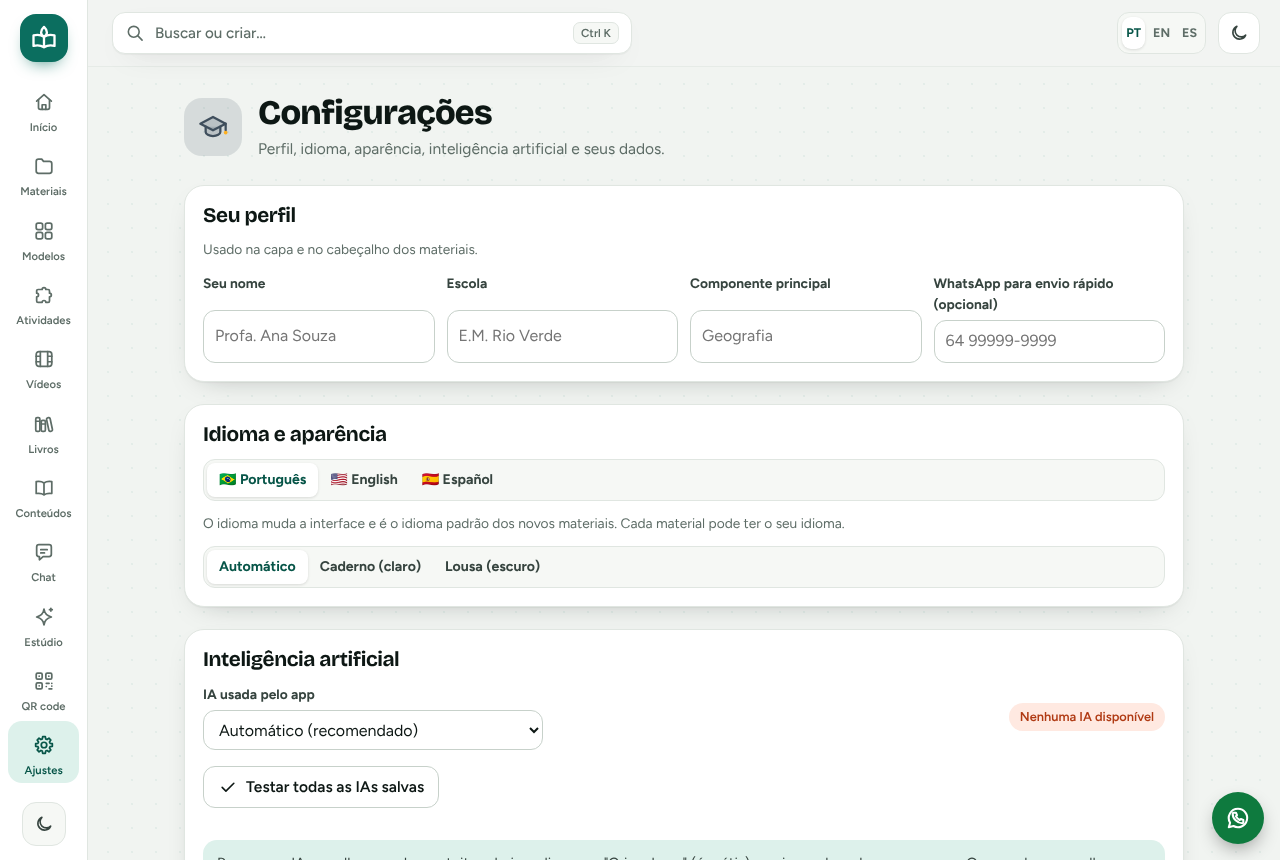 Buscar ou criar...
Ctrl K
PT EN ES
Início
Materiais
Modelos
Atividades
Vídeos
Livros
Conteúdos
Chat
Estúdio
QR code
Ajustes
Configurações
Perfil, idioma, aparência, inteligência artificial e seus dados.
Seu perfil
Usado na capa e no cabeçalho dos materiais.
Seu nome
Profa. Ana Souza
Escola
E.M. Rio Verde
Componente principal
Geografia
WhatsApp para envio rápido
(opcional)
64 99999-9999
Idioma e aparência
Português English Español
O idioma muda a interface e é o idioma padrão dos novos materiais. Cada material pode ter o seu idioma.
Automático Caderno (claro) Lousa (escuro)
Inteligência artificial
IA usada pelo app
Automático (recomendado)
Nenhuma IA disponível
Testar todas as IAs salvas